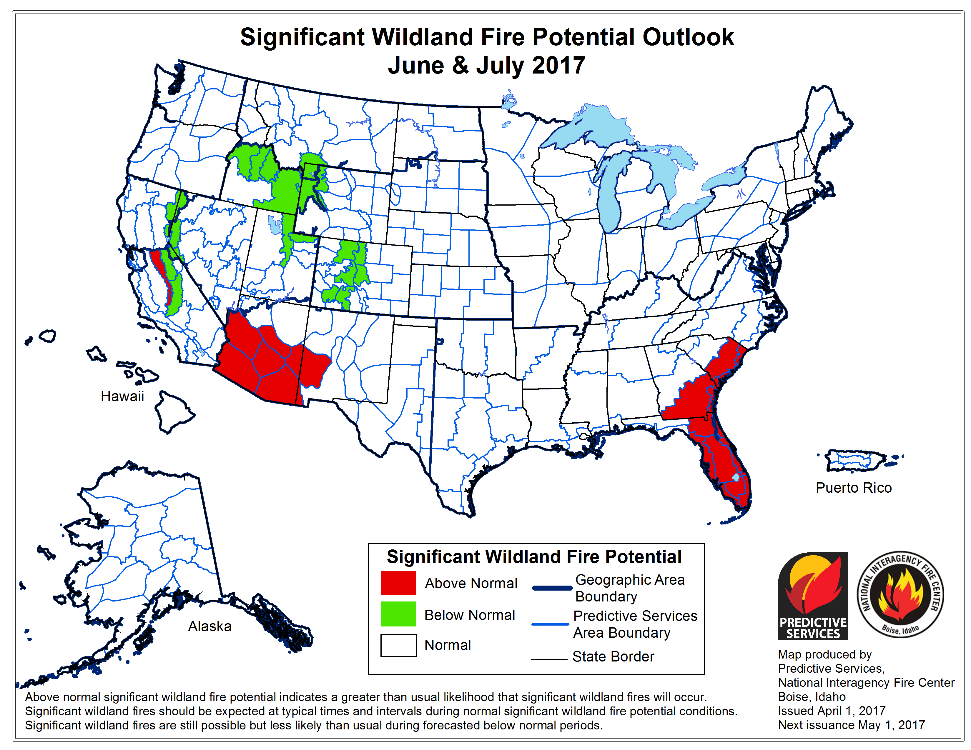 Significant Wildland Fire Potential Outlook
June & July 2017
Hawaii
Puerto Rico
Alaska
Significant Wildland Fire Potential
Above Normal
Below Normal
Normal
Geographic Area
Boundary
Predictive Services
Area Boundary
State Border
PREDICTIVE
SERVICES
NATIONAL INTERAGENCY FIRE CENTER
Boise, Idaho
Map produced by
Predictive Services,
National Interagency Fire Center
Boise, Idaho
Issued April 1, 2017
Next issuance May 1, 2017
Above normal significant wildland fire potential indicates a greater than usual likelihood that significant wildland fires will occur.
Significant wildland fires should be expected at typical times and intervals during normal significant wildland fire potential conditions.
Significant wildland fires are still possible but less likely than usual during forecasted below normal periods.